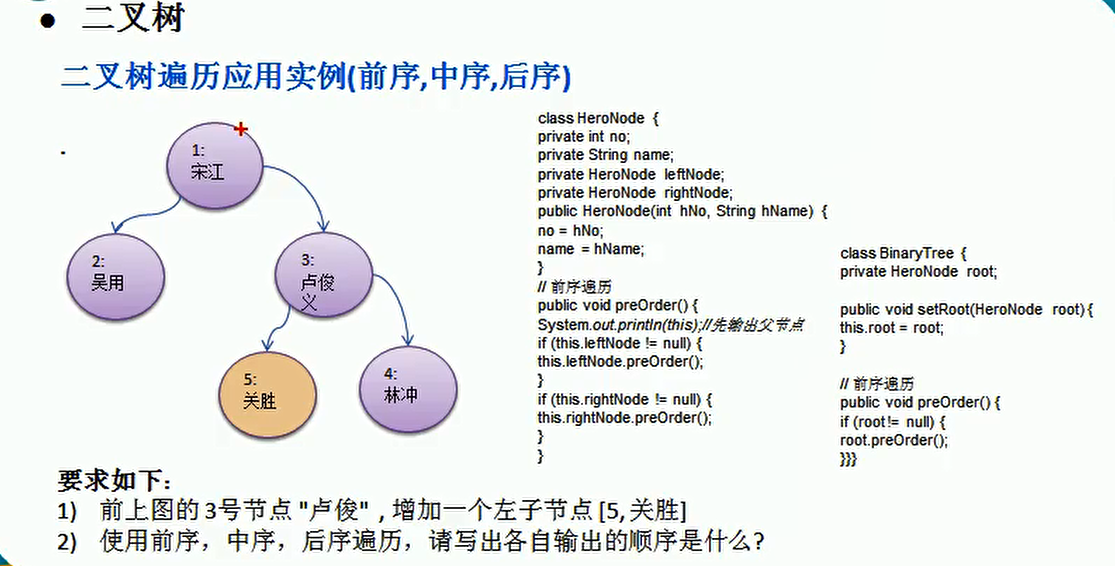 ● 二叉树
二叉树遍历应用实例(前序,中序,后序)
1:
宋江
2:
吴用
3:
卢俊
义
5:
关胜
4:
林冲
class HeroNode {
private int no;
private String name;
private HeroNode leftNode;
private HeroNode rightNode;
public HeroNode(int hNo, String hName) {
no = hNo;
name = hName;
}
// 前序遍历
public void preOrder() {
System.out.println(this);//先输出父节点
if (this.leftNode != null) {
this.leftNode.preOrder();
}
if (this.rightNode != null) {
this.rightNode.preOrder();
}
}
class BinaryTree {
private HeroNode root;
public void setRoot(HeroNode root) {
this.root = root;
}
// 前序遍历
public void preOrder() {
if (root != null) {
root.preOrder();
}}}
要求如下：
1) 前上图的 3号节点 "卢俊" , 增加一个左子节点 [5, 关胜]
2) 使用前序，中序，后序遍历，请写出各自输出的顺序是什么?